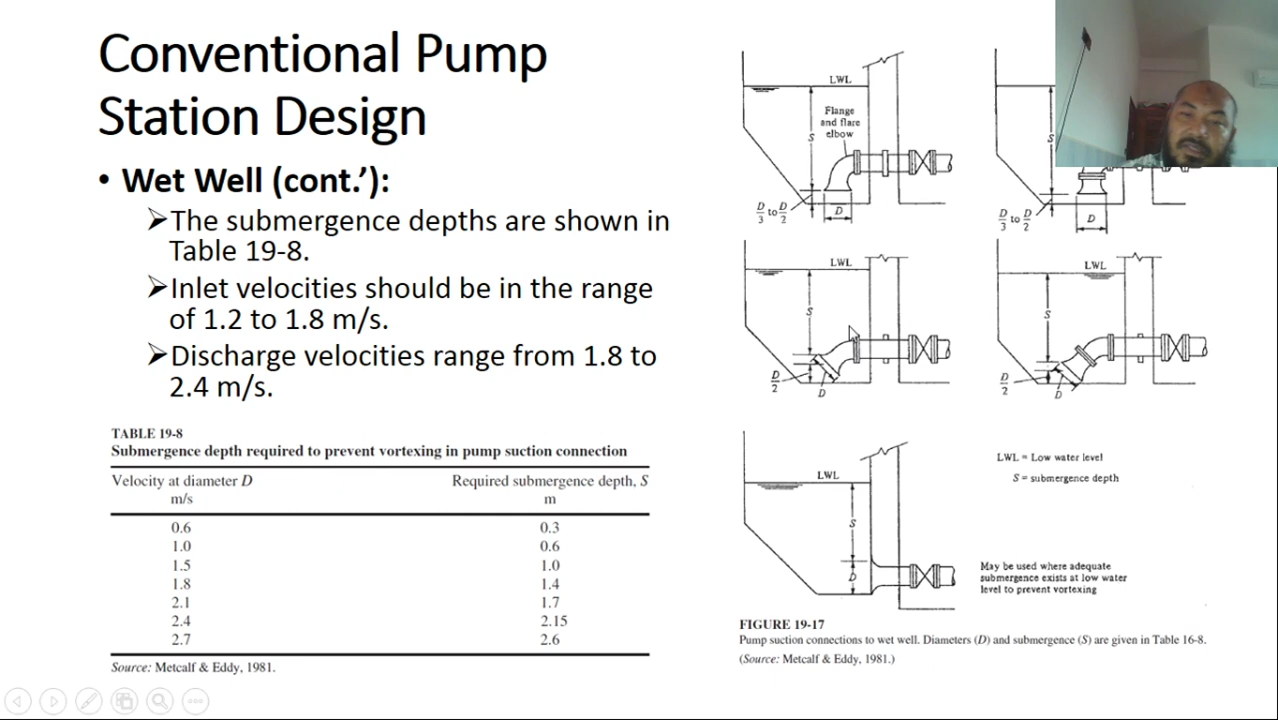 Conventional Pump
Station Design
• Wet Well (cont.’):
➢The submergence depths are shown in
Table 19-8.
➢Inlet velocities should be in the range
of 1.2 to 1.8 m/s.
➢Discharge velocities range from 1.8 to
2.4 m/s.
TABLE 19-8
Submergence depth required to prevent vortexing in pump suction connection
Velocity at diameter D Required submergence depth, S
m/s m
0.6 0.3
1.0 0.6
1.5 1.0
1.8 1.4
2.1 1.7
2.4 2.15
2.7 2.6
Source: Metcalf & Eddy, 1981.
LWL
Flange
and flare
elbow
S
D/3 to D/2
D
S
D/3 to D/2
D
LWL
S
D/2
D
LWL
S
D/2
D
LWL
S
D
LWL = Low water level
S = submergence depth
May be used where adequate
submergence exists at low water
level to prevent vortexing
FIGURE 19-17
Pump suction connections to wet well. Diameters (D) and submergence (S) are given in Table 16-8.
(Source: Metcalf & Eddy, 1981.)